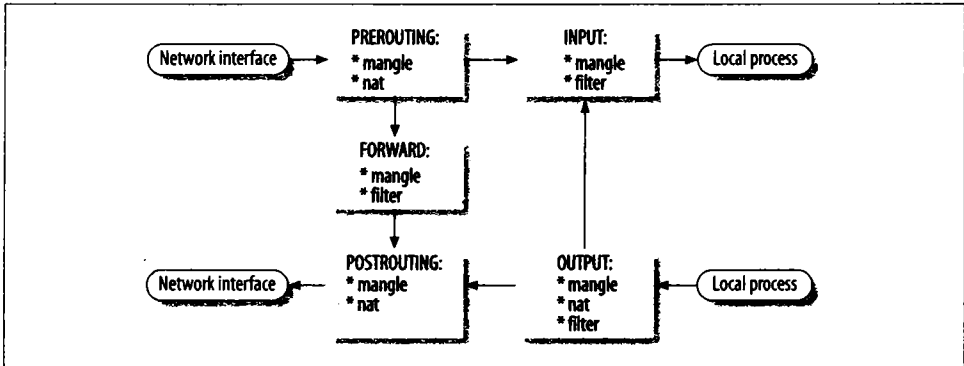 Network interface
PREROUTING:
* mangle
* nat
INPUT:
* mangle
* filter
Local process
FORWARD:
* mangle
* filter
Network interface
POSTROUTING:
* mangle
* nat
OUTPUT:
* mangle
* nat
* filter
Local process